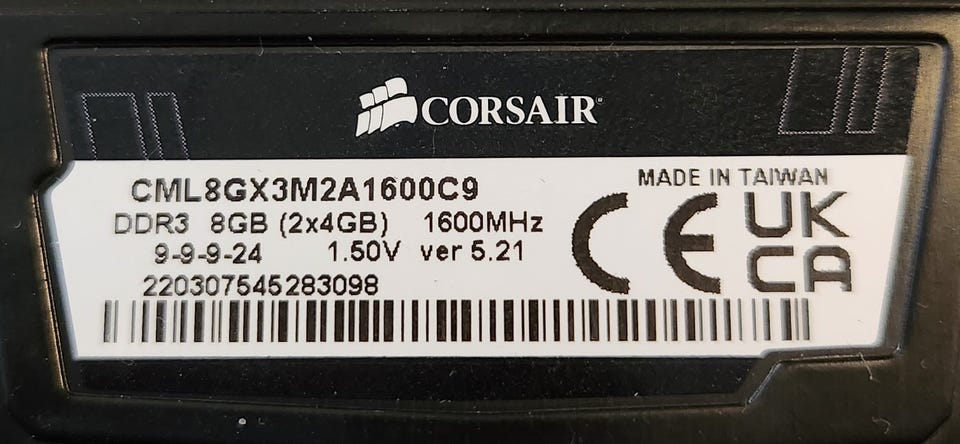 CORSAIR
CML8GX3M2A1600C9
MADE IN TAIWAN
DDR3 8GB (2x4GB) 1600MHz
9-9-9-24 1.50V ver 5.21
220307545283098
CE
UK
CA